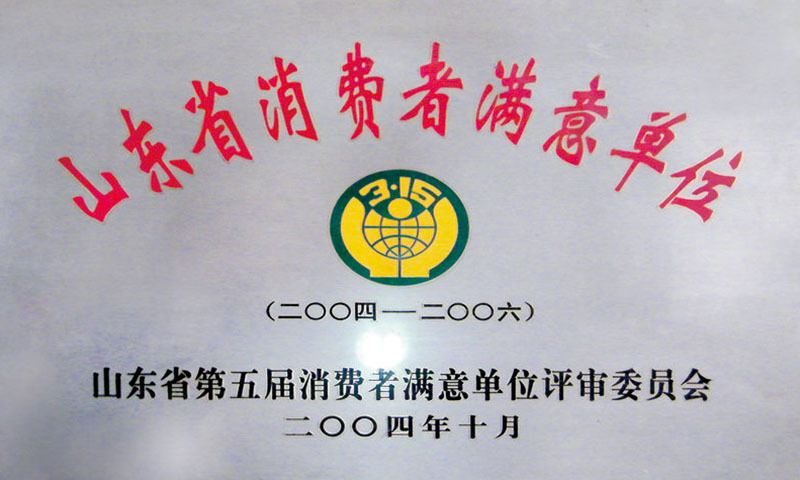 山东省消费者满意单位
3·15
（二〇〇四——二〇〇六）
山东省第五届消费者满意单位评审委员会
二〇〇四年十月